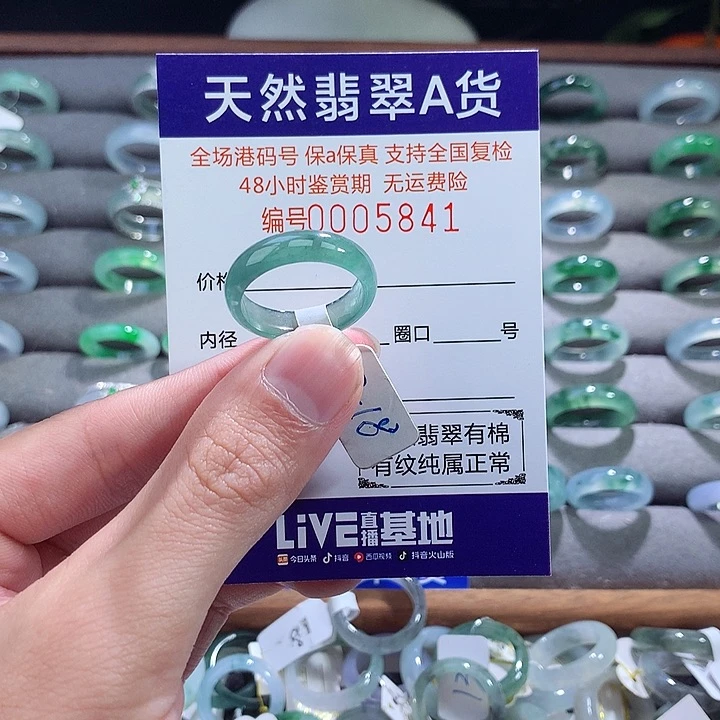 天然翡翠A货
全场港码号 保a保真 支持全国复检
48小时鉴赏期 无运费险
编号0005841
价格
内径 圈口 号
18
翡翠有棉
有纹纯属正常
LiVE直播基地
今日头条 抖音 西瓜视频 抖音火山版